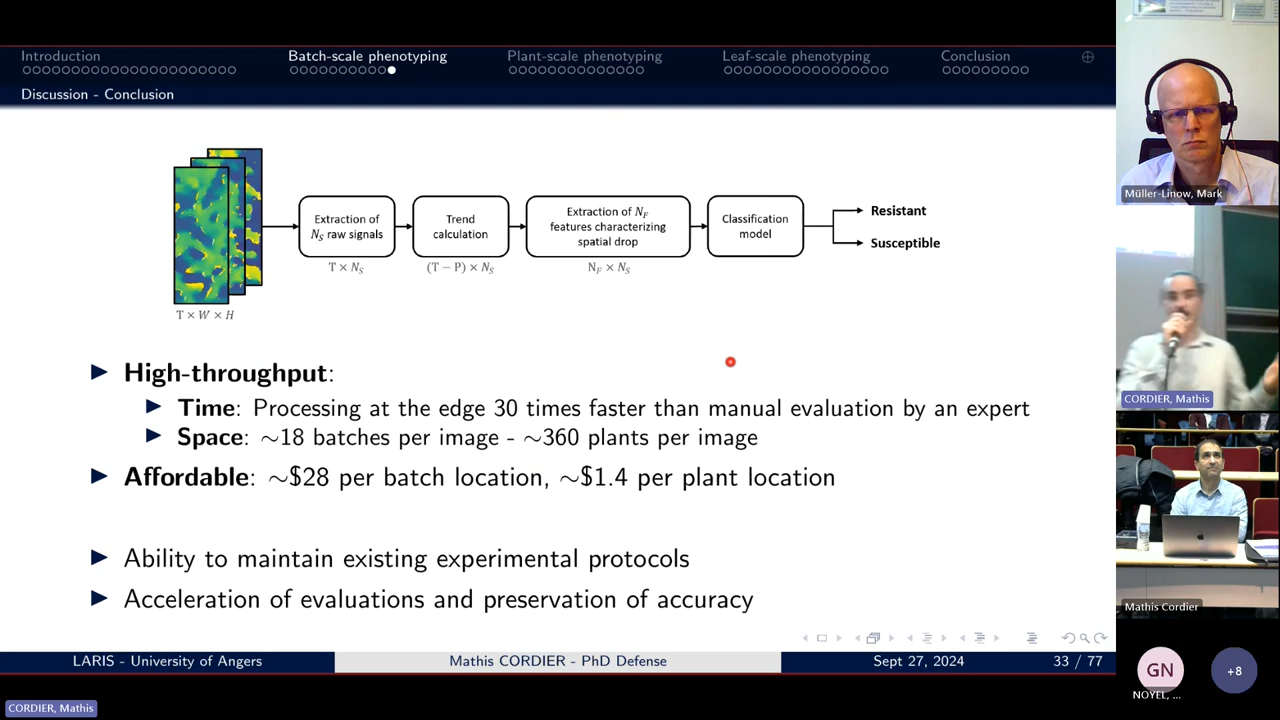 Introduction
Batch-scale phenotyping
Plant-scale phenotyping
Leaf-scale phenotyping
Conclusion
Discussion - Conclusion
T × W × H
Extraction of
N_S raw signals
T × N_S
Trend
calculation
(T − P) × N_S
Extraction of N_F
features characterizing
spatial drop
N_F × N_S
Classification
model
Resistant
Susceptible
High-throughput:
Time: Processing at the edge 30 times faster than manual evaluation by an expert
Space: ∼18 batches per image - ∼360 plants per image
Affordable: ∼$28 per batch location, ∼$1.4 per plant location
Ability to maintain existing experimental protocols
Acceleration of evaluations and preservation of accuracy
LARIS - University of Angers
Mathis CORDIER - PhD Defense
Sept 27, 2024
33 / 77
CORDIER, Mathis
Müller-Linow, Mark
CORDIER, Mathis
Mathis Cordier
GN
NOYEL, ...
+8